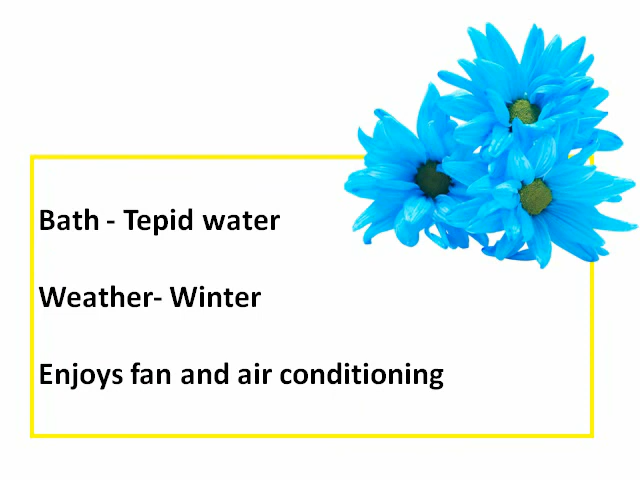 Bath - Tepid water
Weather- Winter
Enjoys fan and air conditioning